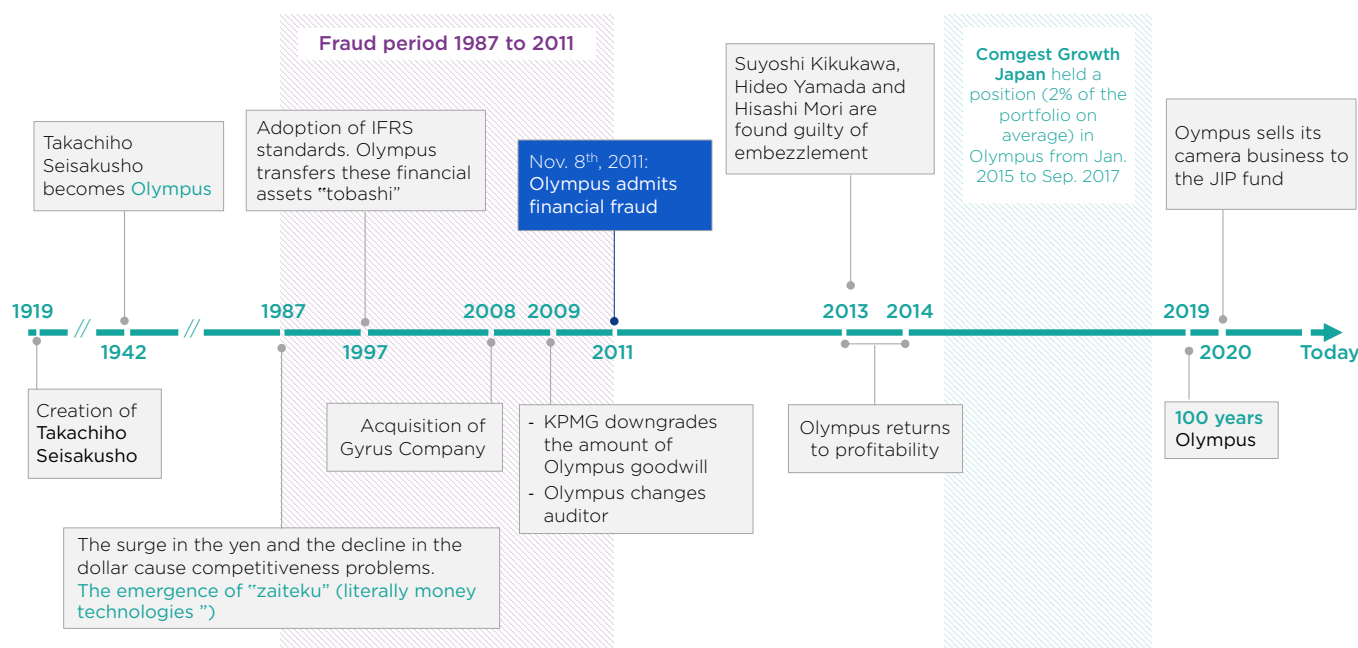 Fraud period 1987 to 2011
Takachiho
Seisakusho
becomes Olympus
Adoption of IFRS
standards. Olympus
transfers these financial
assets “tobashi”
Nov. 8th, 2011:
Olympus admits
financial fraud
Suyoshi Kikukawa,
Hideo Yamada and
Hisashi Mori are
found guilty of
embezzlement
Comgest Growth
Japan held a
position (2% of the
portfolio on
average) in
Olympus from Jan.
2015 to Sep. 2017
Oympus sells its
camera business to
the JIP fund
1919
//
1942
//
1987
1997
2008
2009
2011
2013
2014
2019
2020
Today
Creation of
Takachiho
Seisakusho
The surge in the yen and the decline in the
dollar cause competitiveness problems.
The emergence of “zaiteku” (literally money
technologies ”)
Acquisition of
Gyrus Company
- KPMG downgrades
the amount of
Olympus goodwill
- Olympus changes
auditor
Olympus returns
to profitability
100 years
Olympus